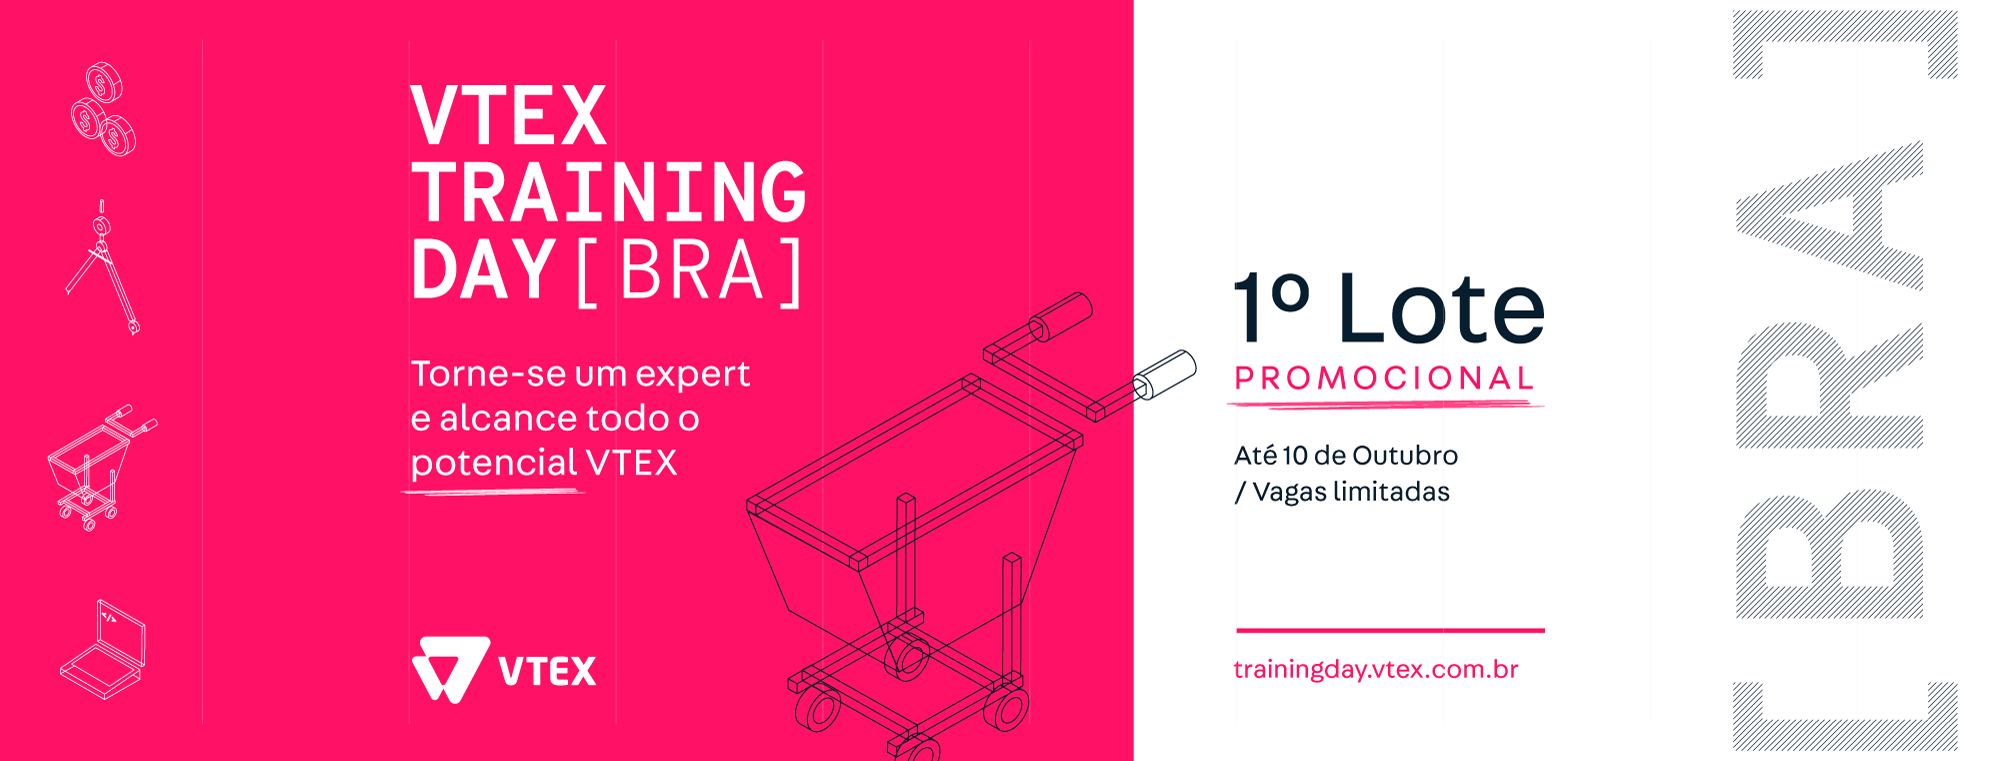 VTEX
TRAINING
DAY[BRA]
Torne-se um expert
e alcance todo o
potencial VTEX
VTEX
1º Lote
PROMOCIONAL
Até 10 de Outubro
/ Vagas limitadas
trainingday.vtex.com.br
[BRA]